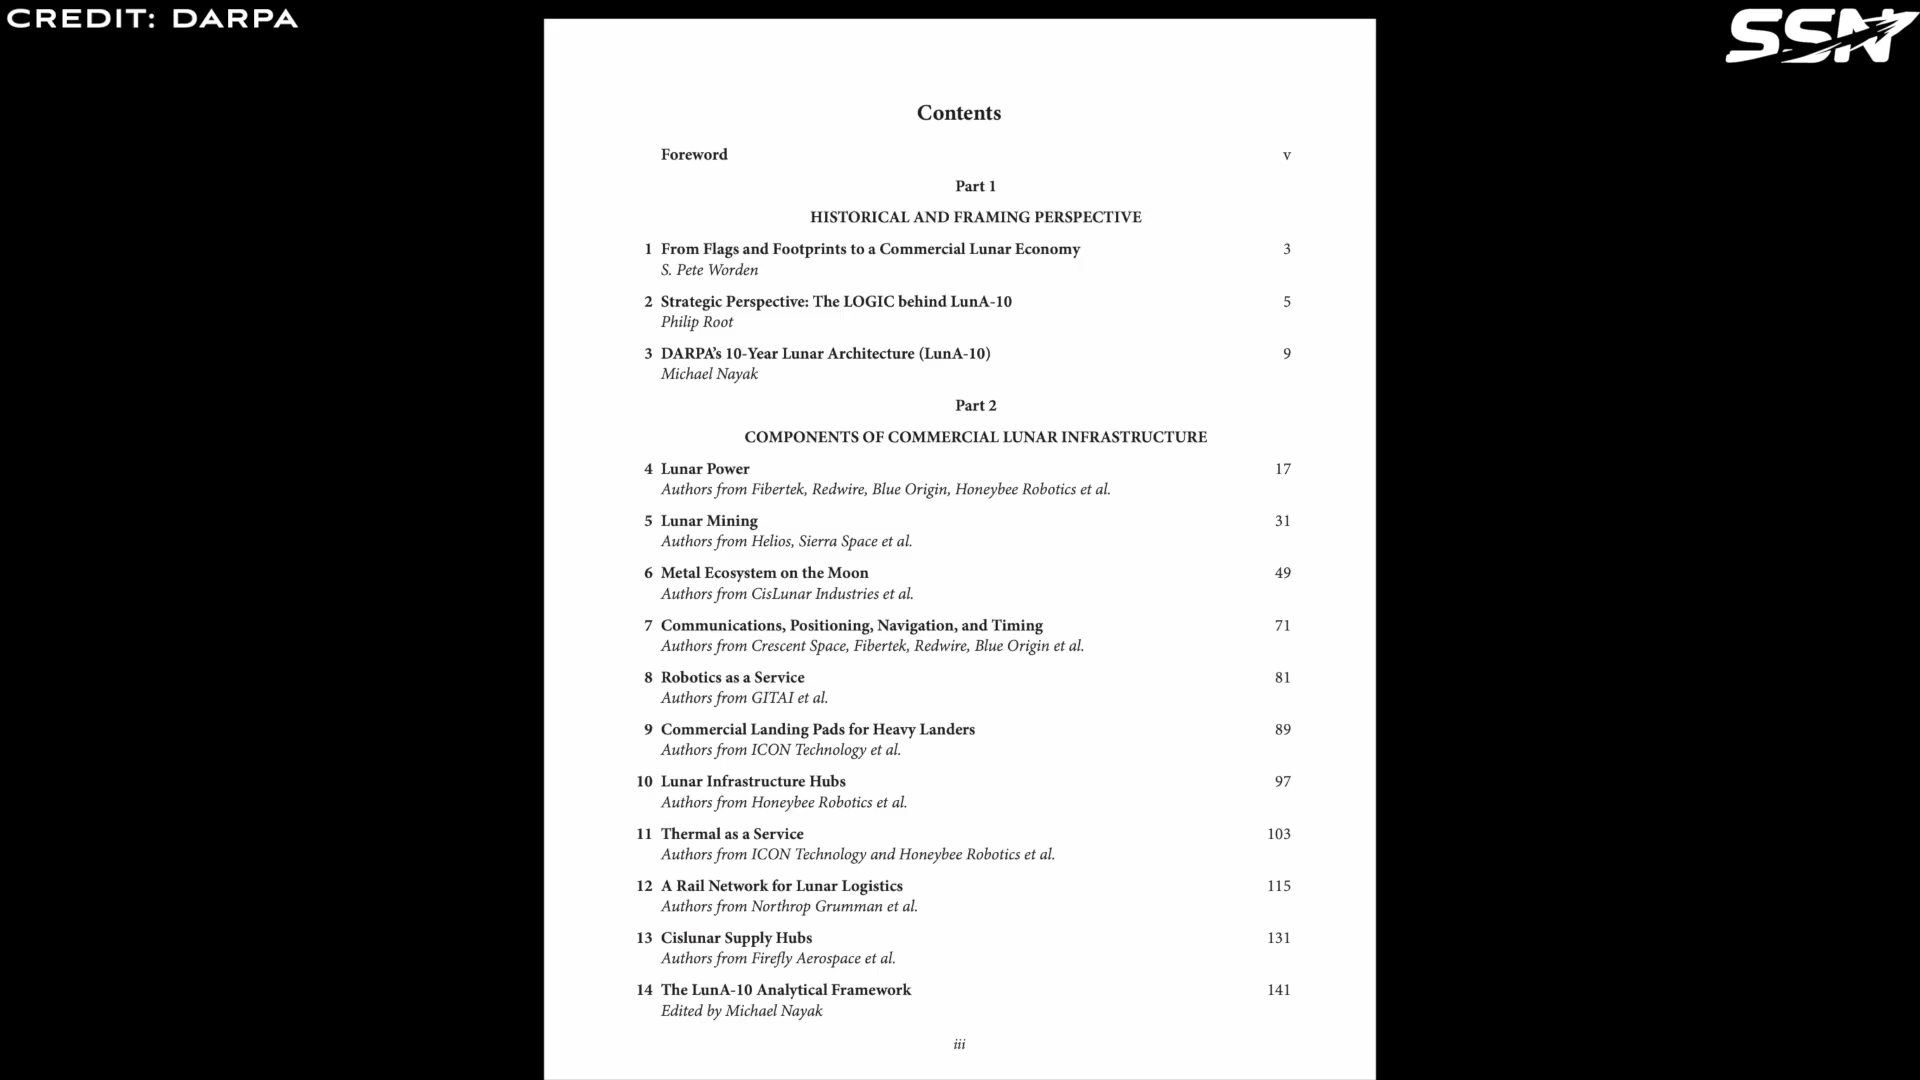 CREDIT: DARPA
SSN
Contents
Foreword v
Part 1
HISTORICAL AND FRAMING PERSPECTIVE
1 From Flags and Footprints to a Commercial Lunar Economy 3
S. Pete Worden
2 Strategic Perspective: The LOGIC behind LunA-10 5
Philip Root
3 DARPA's 10-Year Lunar Architecture (LunA-10) 9
Michael Nayak
Part 2
COMPONENTS OF COMMERCIAL LUNAR INFRASTRUCTURE
4 Lunar Power 17
Authors from Fibertek, Redwire, Blue Origin, Honeybee Robotics et al.
5 Lunar Mining 31
Authors from Helios, Sierra Space et al.
6 Metal Ecosystem on the Moon 49
Authors from CisLunar Industries et al.
7 Communications, Positioning, Navigation, and Timing 71
Authors from Crescent Space, Fibertek, Redwire, Blue Origin et al.
8 Robotics as a Service 81
Authors from GITAI et al.
9 Commercial Landing Pads for Heavy Landers 89
Authors from ICON Technology et al.
10 Lunar Infrastructure Hubs 97
Authors from Honeybee Robotics et al.
11 Thermal as a Service 103
Authors from ICON Technology and Honeybee Robotics et al.
12 A Rail Network for Lunar Logistics 115
Authors from Northrop Grumman et al.
13 Cislunar Supply Hubs 131
Authors from Firefly Aerospace et al.
14 The LunA-10 Analytical Framework 141
Edited by Michael Nayak
iii